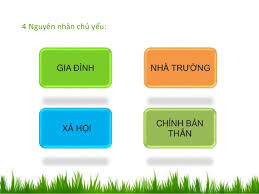 4 Nguyên nhân chủ yếu:
GIA ĐÌNH
NHÀ TRƯỜNG
XÃ HỘI
CHÍNH BẢN
THÂN